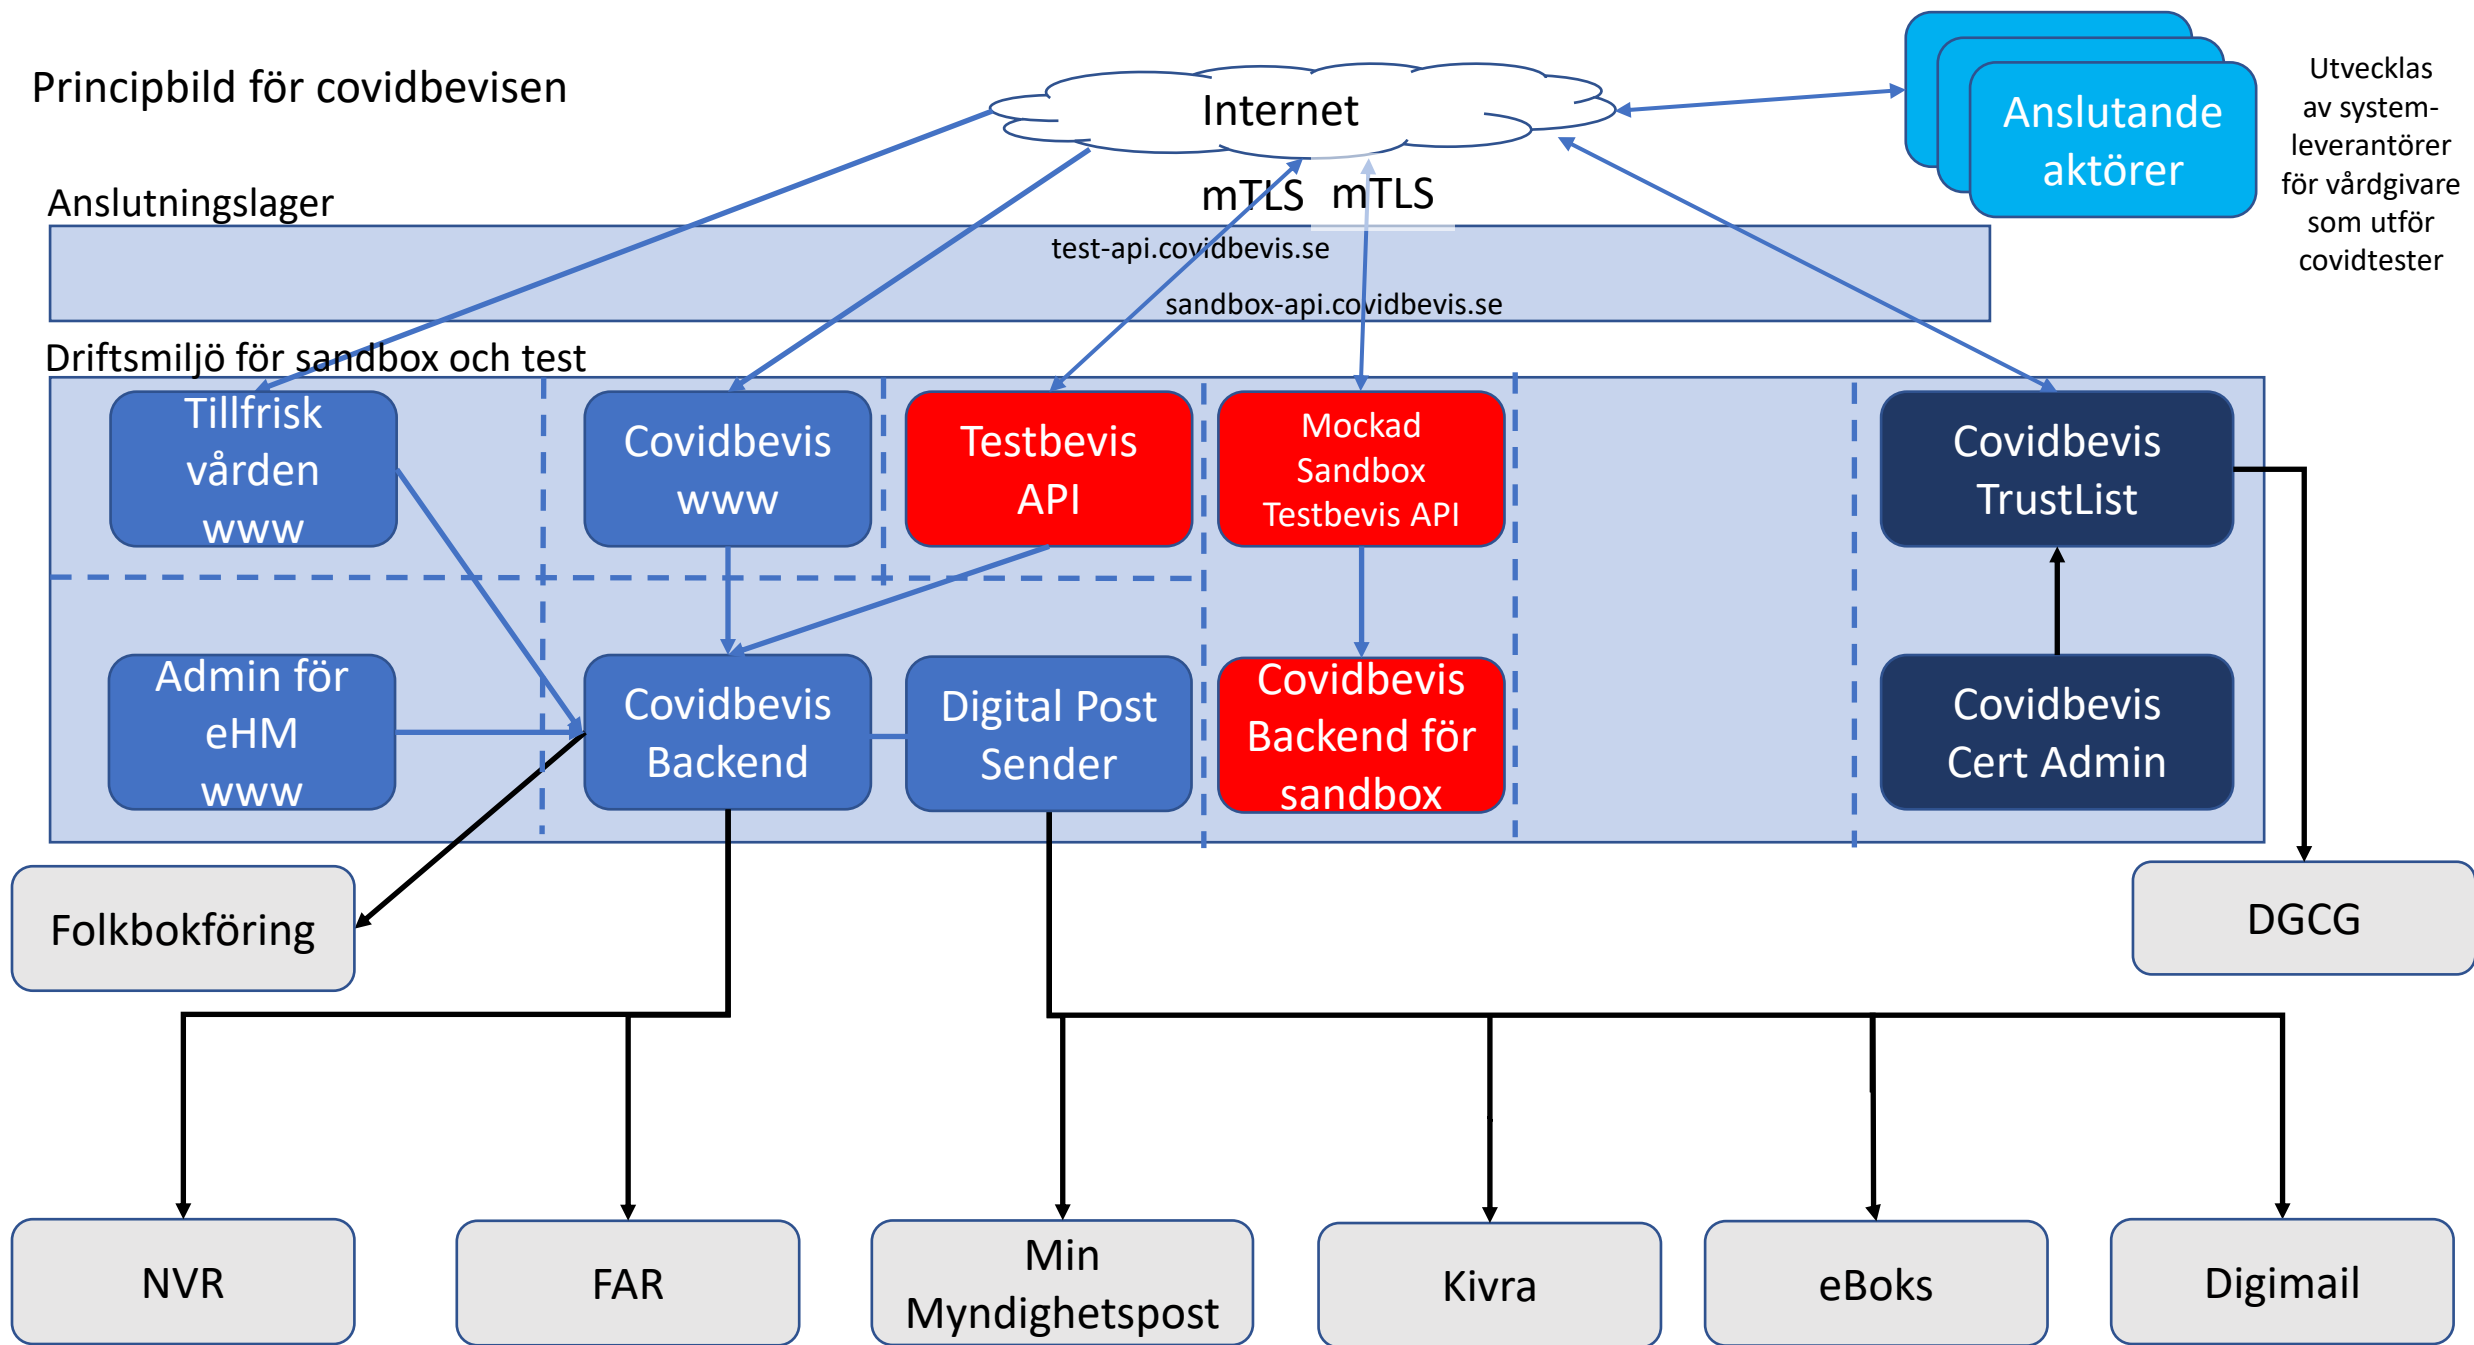 Principbild för covidbevisen
Internet
Anslutande
aktörer
Utvecklas
av system-
leverantörer
för vårdgivare
som utför
covidtester
Anslutningslager
mTLS
mTLS
test-api.covidbevis.se
sandbox-api.covidbevis.se
Driftsmiljö för sandbox och test
Tillfrisk
vården
www
Covidbevis
www
Testbevis
API
Mockad
Sandbox
Testbevis API
Covidbevis
TrustList
Admin för
eHM
www
Covidbevis
Backend
Digital Post
Sender
Covidbevis
Backend för
sandbox
Covidbevis
Cert Admin
Folkbokföring
DGCG
NVR
FAR
Min
Myndighetspost
Kivra
eBoks
Digimail